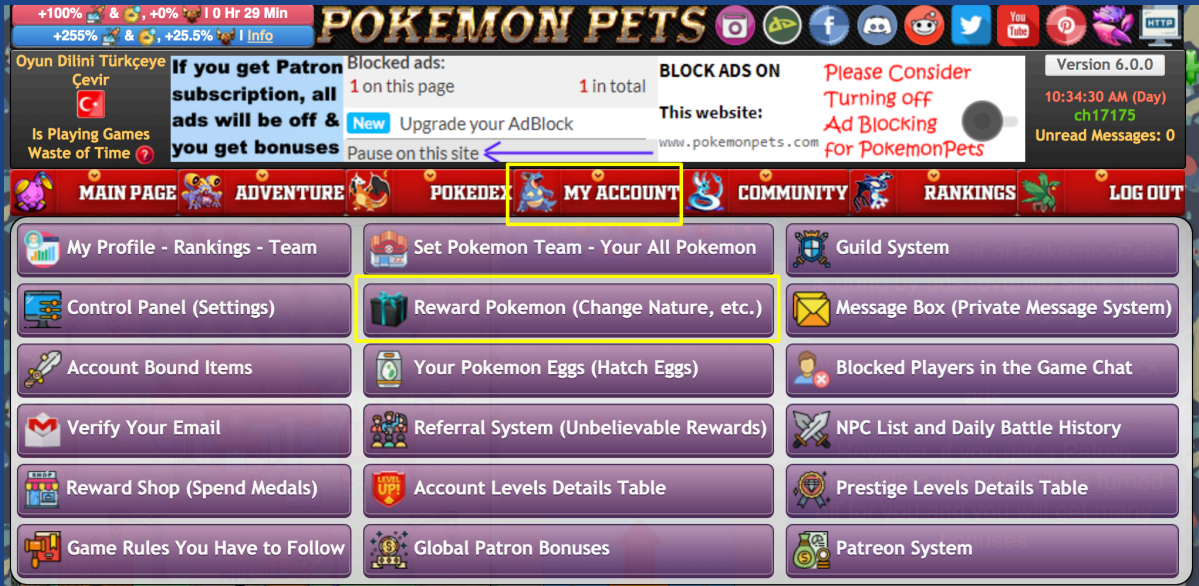 +100% & , +0% | 0 Hr 29 Min
+255% & , +25.5% | Info
POKEMON PETS
You Tube
HTTP
Oyun Dilini Türkçeye
Çevir
Is Playing Games
Waste of Time ?
If you get Patron
subscription, all
ads will be off &
you get bonuses
Blocked ads:
1 on this page 1 in total
New Upgrade your AdBlock
Pause on this site
BLOCK ADS ON
This website:
www.pokemonpets.com
Please Consider
Turning off
Ad Blocking
for PokemonPets
Version 6.0.0
10:34:30 AM (Day)
ch17175
Unread Messages: 0
MAIN PAGE ADVENTURE POKEDEX MY ACCOUNT COMMUNITY RANKINGS LOG OUT
My Profile - Rankings - Team
Set Pokemon Team - Your All Pokemon
Guild System
Control Panel (Settings)
Reward Pokemon (Change Nature, etc.)
Message Box (Private Message System)
Account Bound Items
Your Pokemon Eggs (Hatch Eggs)
Blocked Players in the Game Chat
Verify Your Email
Referral System (Unbelievable Rewards)
NPC List and Daily Battle History
SHOP
Reward Shop (Spend Medals)
LEVEL UP!
Account Levels Details Table
Prestige Levels Details Table
Game Rules You Have to Follow
Global Patron Bonuses
Patreon System